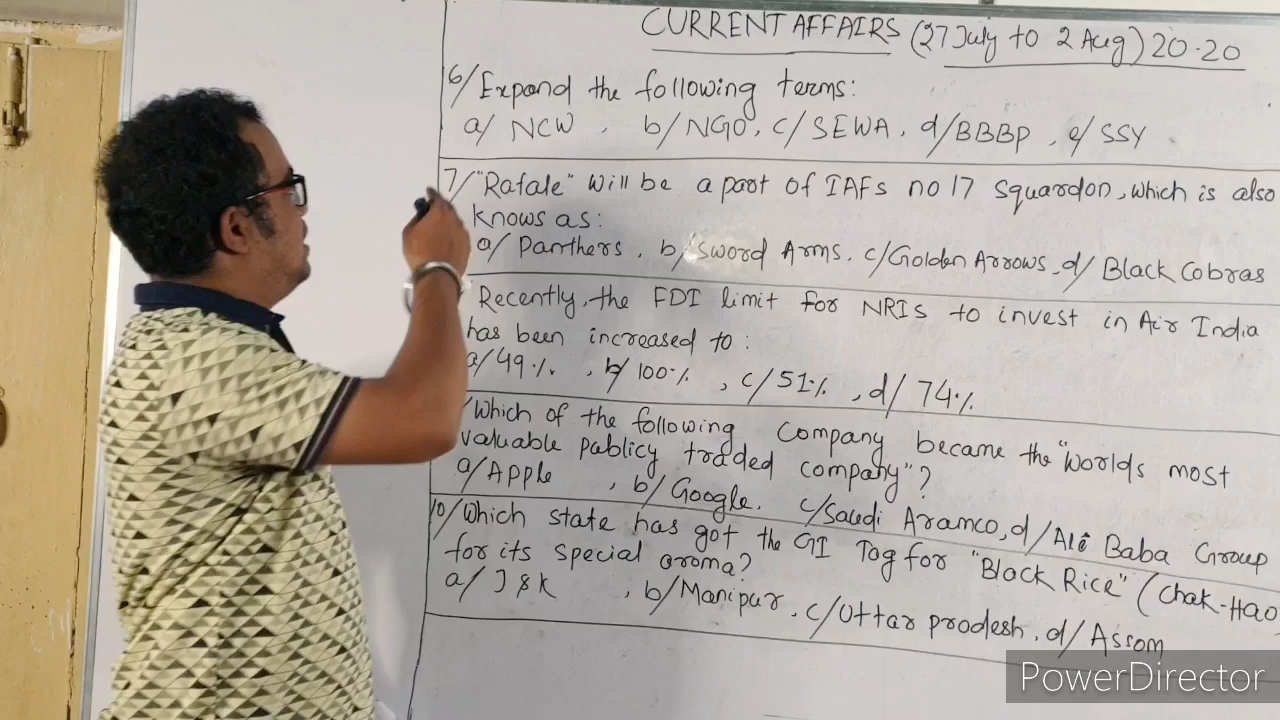 CURRENT AFFAIRS (27 July to 2 Aug) 20-20
6/ Expand the following terms:
a/ NCW, b/ NGO, c/ SEWA, d/ BBBP, e/ SSY
7/ "Rafale" will be a part of IAFs no 17 Squardon, which is also
knows as:
a/ Panthers, b/ Sword Arms, c/ Golden Arrows, d/ Black Cobras
Recently, the FDI limit for NRIS to invest in Air India
has been increased to:
a/ 49%, b/ 100%, c/ 51%, d/ 74%
Which of the following company became the "Worlds most
valuable publicy traded company"?
a/ Apple, b/ Google, c/ Saudi Aramco, d/ Ali Baba Group
10/ Which state has got the GI Tag for "Black Rice" (Chak-Hao
for its special aroma?
a/ J&K, b/ Manipur, c/ Uttar pradesh, d/ Assam
PowerDirector